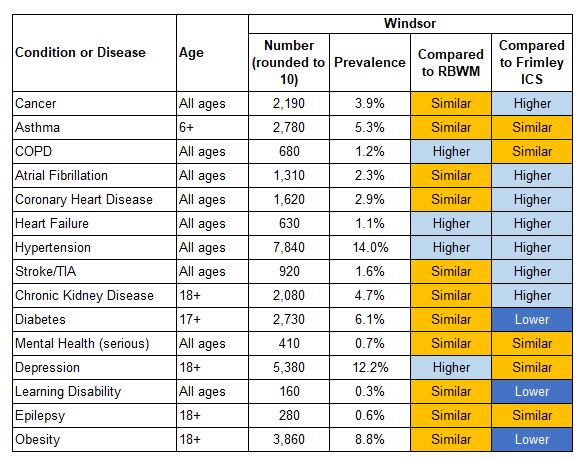 Windsor
Condition or Disease Age Number (rounded to 10) Prevalence Compared to RBWM Compared to Frimley ICS
Cancer All ages 2,190 3.9% Similar Higher
Asthma 6+ 2,780 5.3% Similar Similar
COPD All ages 680 1.2% Higher Similar
Atrial Fibrillation All ages 1,310 2.3% Similar Higher
Coronary Heart Disease All ages 1,620 2.9% Similar Higher
Heart Failure All ages 630 1.1% Higher Higher
Hypertension All ages 7,840 14.0% Higher Higher
Stroke/TIA All ages 920 1.6% Similar Higher
Chronic Kidney Disease 18+ 2,080 4.7% Similar Higher
Diabetes 17+ 2,730 6.1% Similar Lower
Mental Health (serious) All ages 410 0.7% Similar Similar
Depression 18+ 5,380 12.2% Higher Similar
Learning Disability All ages 160 0.3% Similar Lower
Epilepsy 18+ 280 0.6% Similar Similar
Obesity 18+ 3,860 8.8% Similar Lower